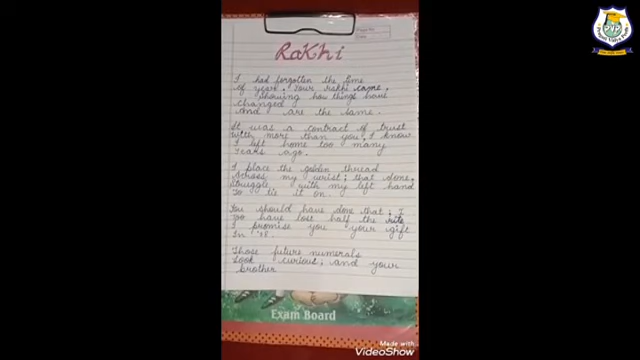 Rakhi
I had forgotten the time
of year. Your rakhi came,
showing how things have
changed
And are the same.
It was a contract of trust
With more than you. I know
I left home too many
Years ago.
I place the golden thread
Across my wrist; that done,
Struggle with my left hand
To tie it on.
You should have done that; I
Too have lost half the rite
I promise you your gift
In '88.
Those future numerals
Look curious; and your
brother
Exam Board
Made with
VideoShow